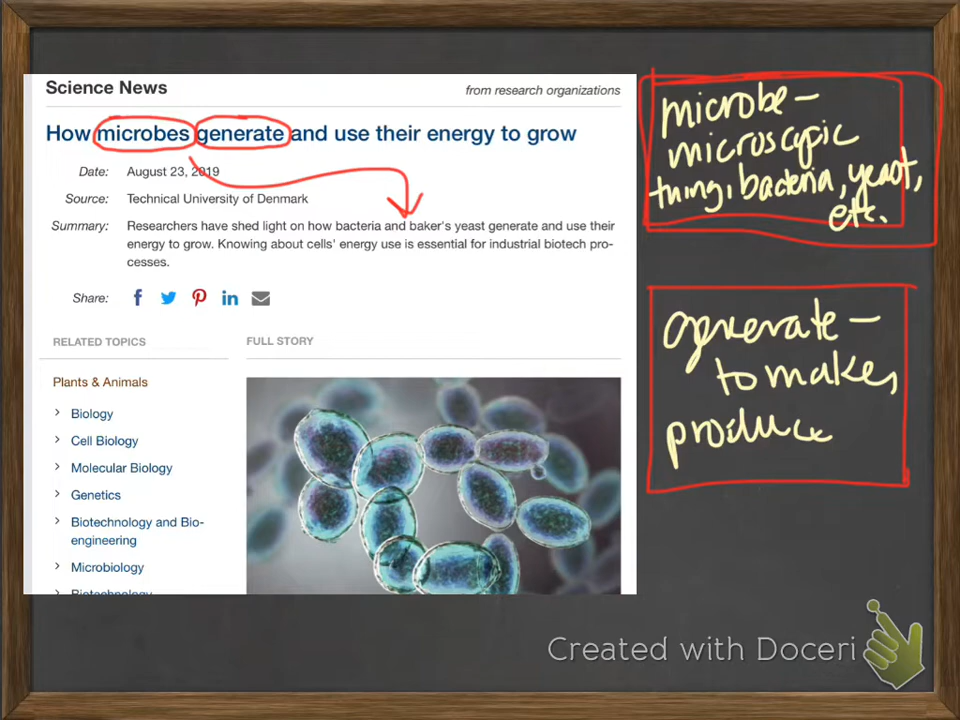 Science News
from research organizations
How microbes generate and use their energy to grow
Date: August 23, 2019
Source: Technical University of Denmark
Summary: Researchers have shed light on how bacteria and baker's yeast generate and use their
energy to grow. Knowing about cells' energy use is essential for industrial biotech pro-
cesses.
Share:
RELATED TOPICS
Plants & Animals
> Biology
> Cell Biology
> Molecular Biology
> Genetics
> Biotechnology and Bio-
engineering
> Microbiology
> Biotechnology
FULL STORY
microbe –
microscopic
thing, bacteria, yeast,
etc.
generate –
to make,
produce
Created with Doceri